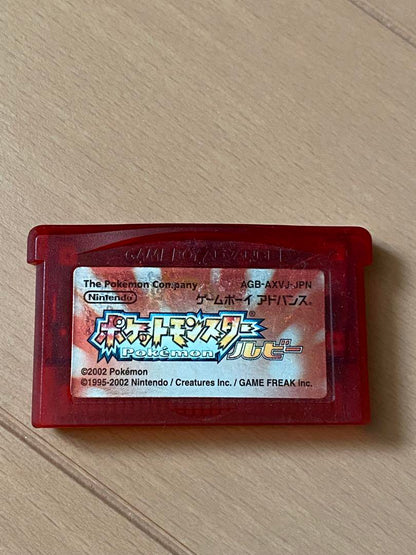 GAME BOY ADVANCE
The Pokémon Company AGB-AXVJ-JPN
Nintendo ゲームボーイ アドバンス®
ポケットモンスター®
Pokémon ルビー
©2002 Pokémon
©1995-2002 Nintendo / Creatures Inc. / GAME FREAK inc.